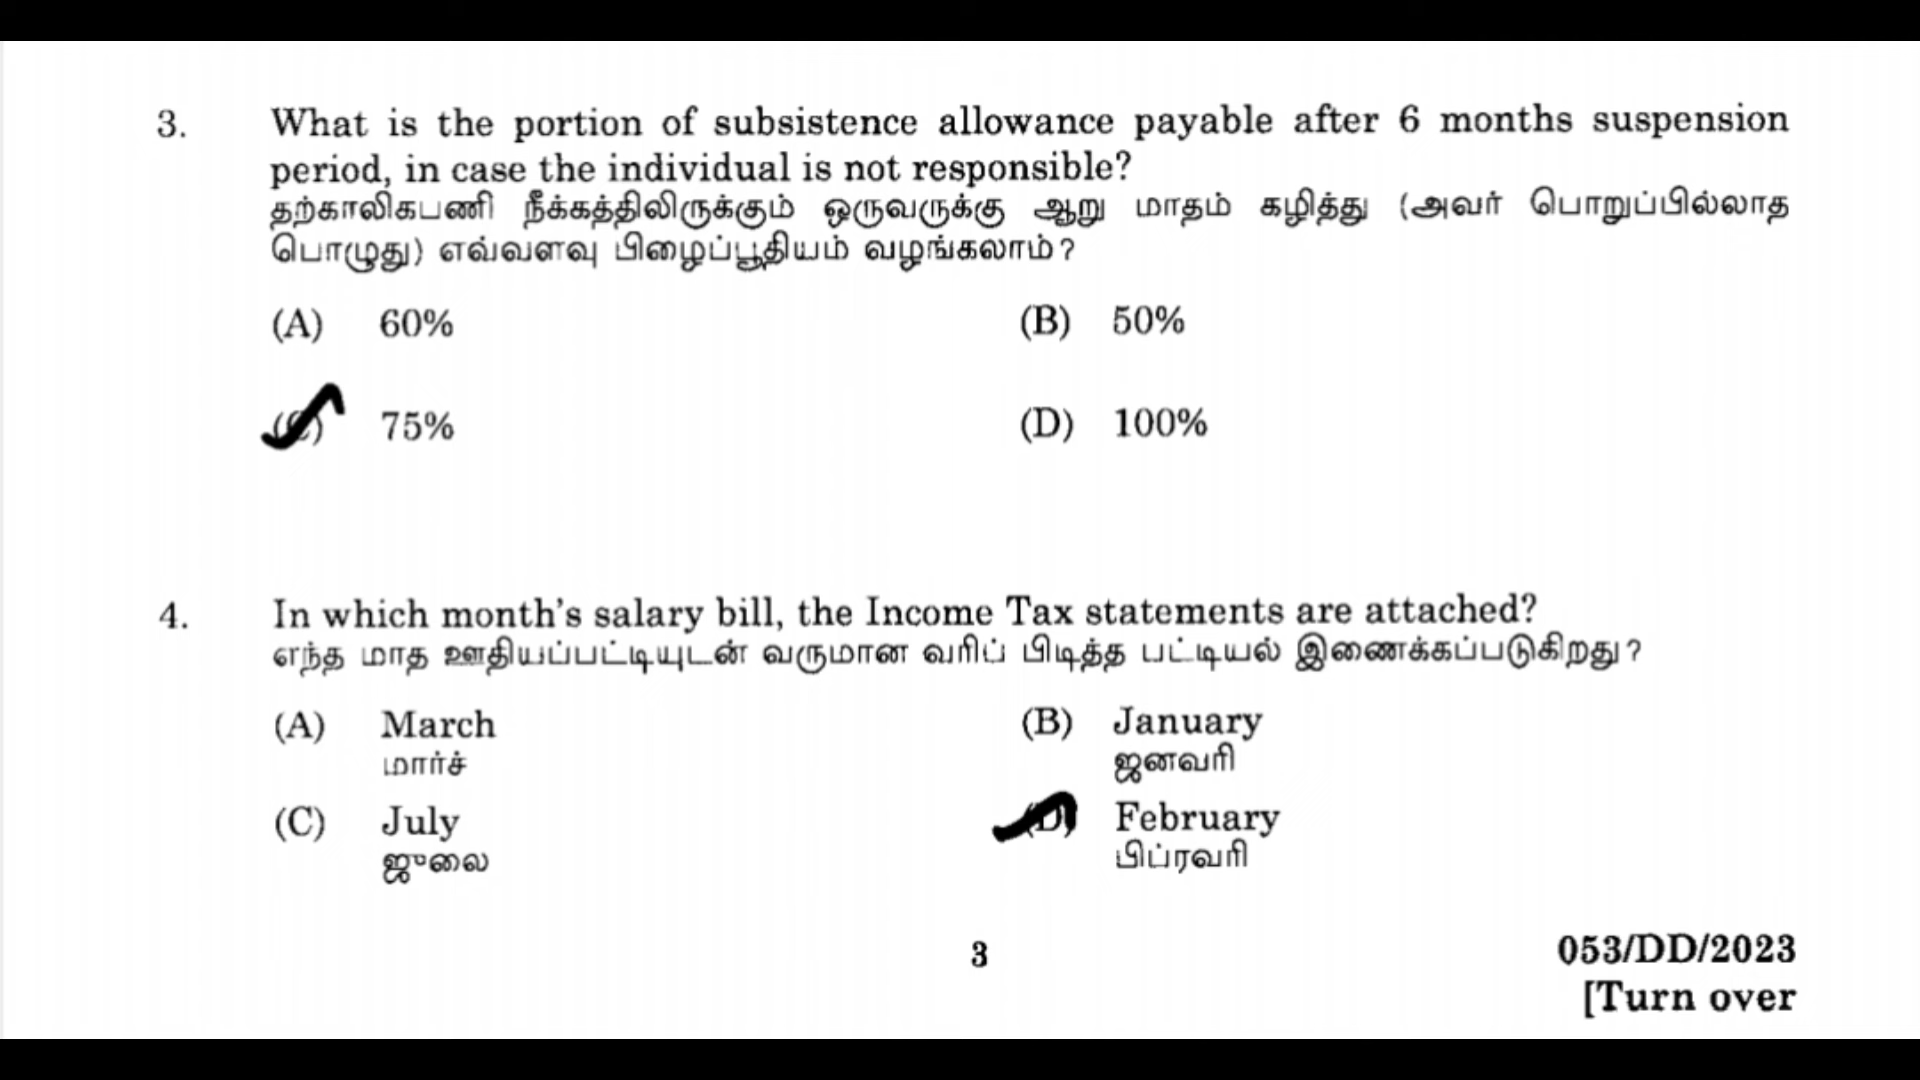 3. What is the portion of subsistence allowance payable after 6 months suspension
period, in case the individual is not responsible?
தற்காலிகபணி நீக்கத்திலிருக்கும் ஒருவருக்கு ஆறு மாதம் கழித்து (அவர் பொறுப்பில்லாத
பொழுது) எவ்வளவு பிழைப்பூதியம் வழங்கலாம்?
(A) 60% (B) 50%
(C) 75% (D) 100%
4. In which month's salary bill, the Income Tax statements are attached?
எந்த மாத ஊதியப்பட்டியுடன் வருமான வரிப் பிடித்த பட்டியல் இணைக்கப்படுகிறது?
(A) March (B) January
மார்ச் ஜனவரி
(C) July (D) February
ஜுலை பிப்ரவரி
3
053/DD/2023
[Turn over